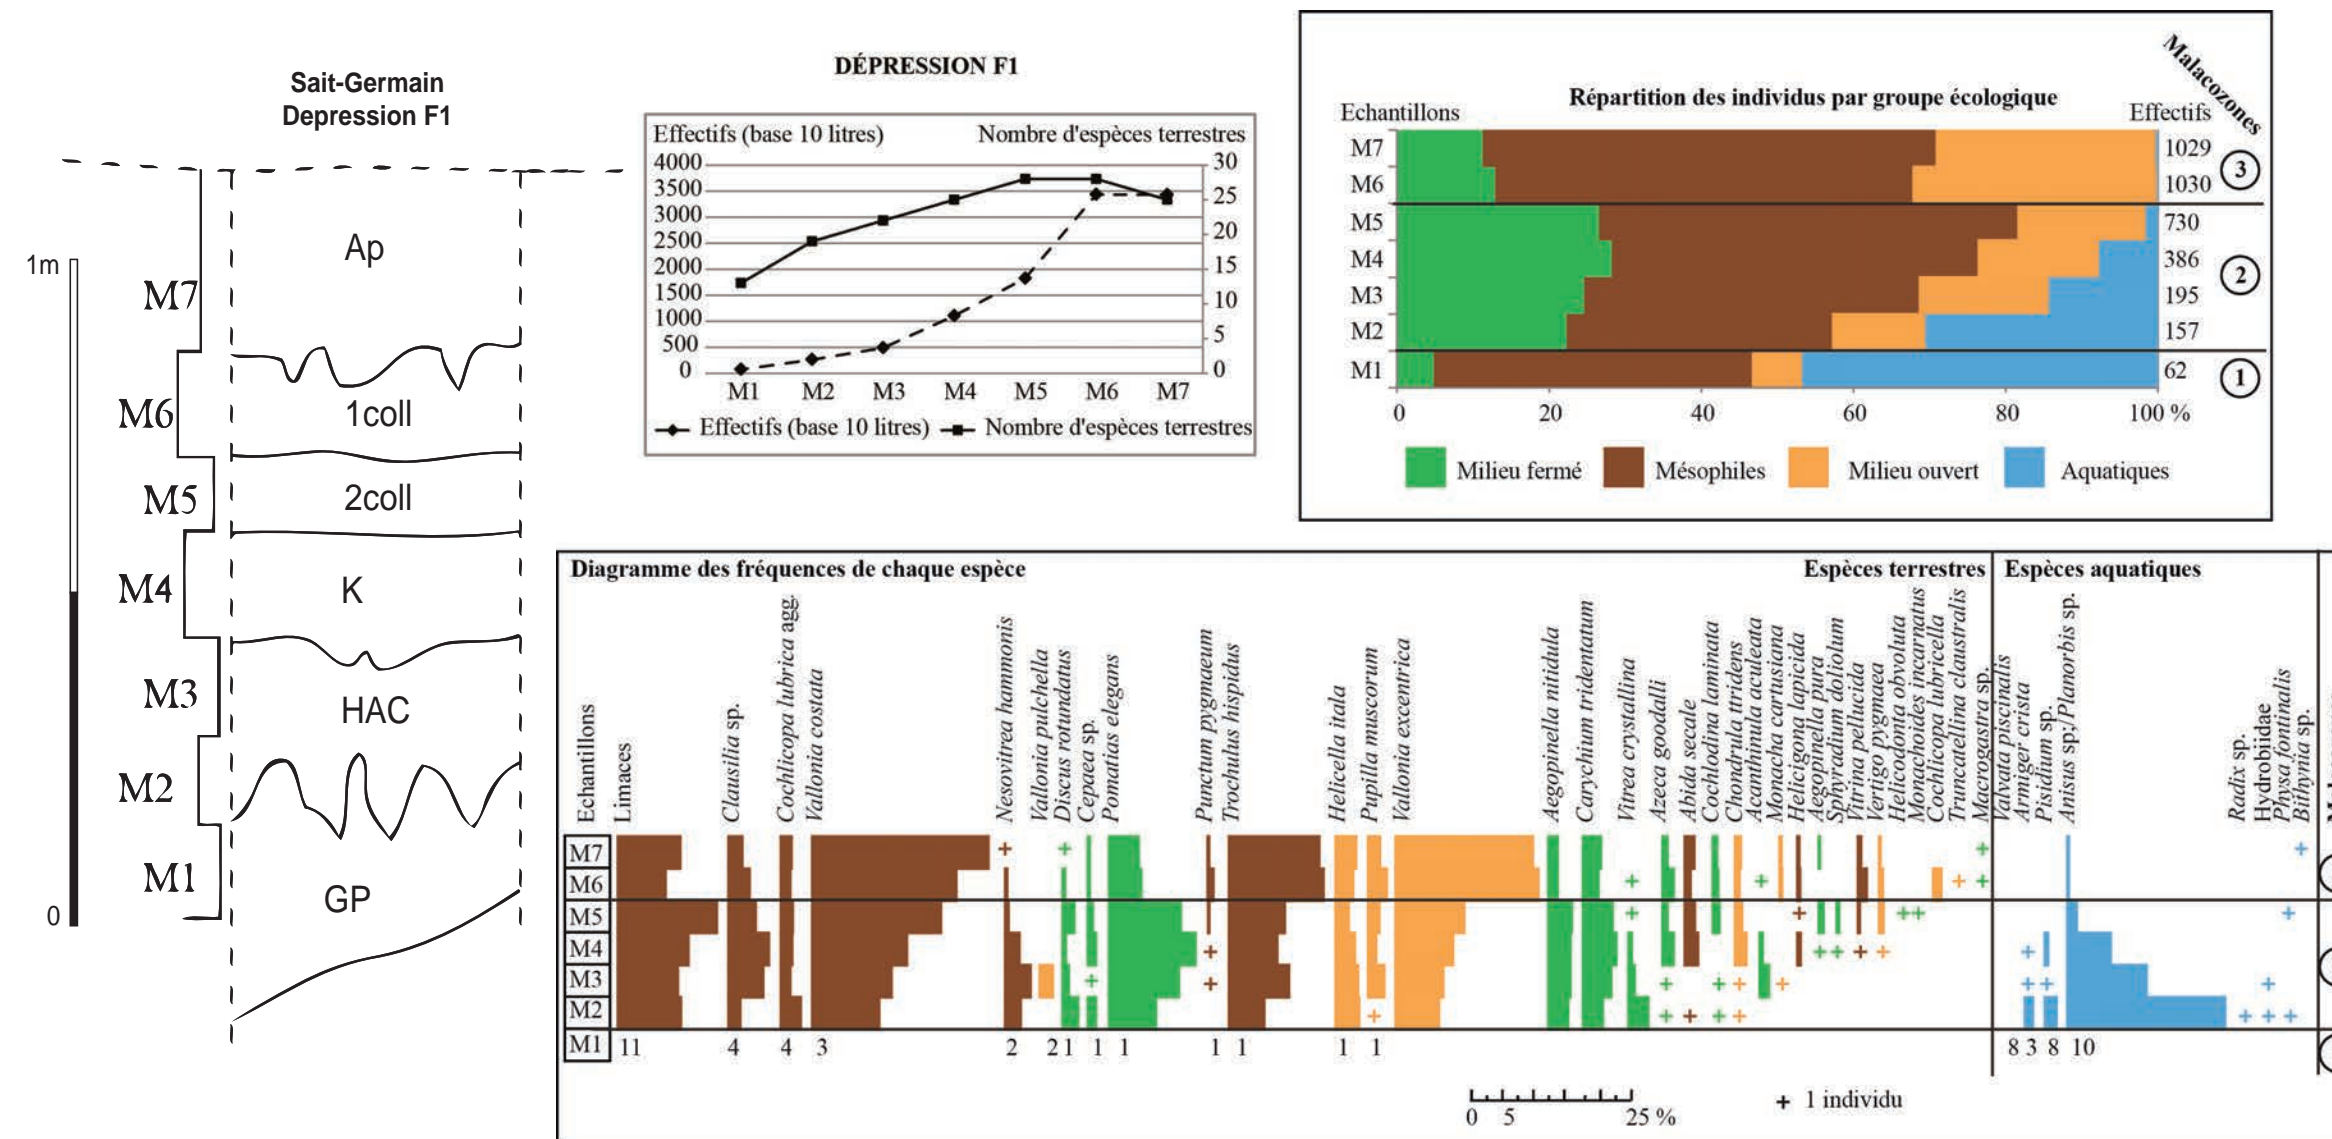 Sait-Germain
Depression F1
1m
0
M7
M6
M5
M4
M3
M2
M1
Ap
1coll
2coll
K
HAC
GP
DÉPRESSION F1
Effectifs (base 10 litres) Nombre d'espèces terrestres
4000 30
3500 25
3000
2500 20
2000 15
1500
1000 10
500 5
0 0
M1 M2 M3 M4 M5 M6 M7
Effectifs (base 10 litres) Nombre d'espèces terrestres
Malacozones
Répartition des individus par groupe écologique
Echantillons Effectifs
M7 1029
M6 1030
3
M5 730
M4 386
M3 195
M2 157
2
M1 62
1
0 20 40 60 80 100 %
Milieu fermé Mésophiles Milieu ouvert Aquatiques
Diagramme des fréquences de chaque espèce Espèces terrestres Espèces aquatiques
Echantillons
Limaces
Clausilia sp.
Cochlicopa lubrica agg.
Vallonia costata
Nesovitrea hammonis
Vallonia pulchella
Discus rotundatus
Cepaea sp.
Pomatias elegans
Punctum pygmaeum
Trochulus hispidus
Helicella itala
Pupilla muscorum
Vallonia excentrica
Aegopinella nitidula
Carychium tridentatum
Vitrea crystallina
Azeca goodalli
Abida secale
Cochlodina laminata
Chondrula tridens
Acanthinula aculeata
Monacha cartusiana
Helicigona lapicida
Aegopinella pura
Sphyradium doliolum
Vitrina pellucida
Vertigo pygmaea
Helicodonta obvoluta
Monachoides incarnatus
Cochlicopa lubricella
Truncatellina claustralis
Macrogastra sp.
Valvata piscinalis
Armiger crista
Pisidium sp.
Anisus sp./Planorbis sp.
Radix sp.
Hydrobiidae
Physa fontinalis
Bithynia sp.
M7
M6
M5
M4
M3
M2
M1 11 4 4 3 2 2 1 1 1 1 1 1 1 8 3 8 10
0 5 25 %
+ 1 individu